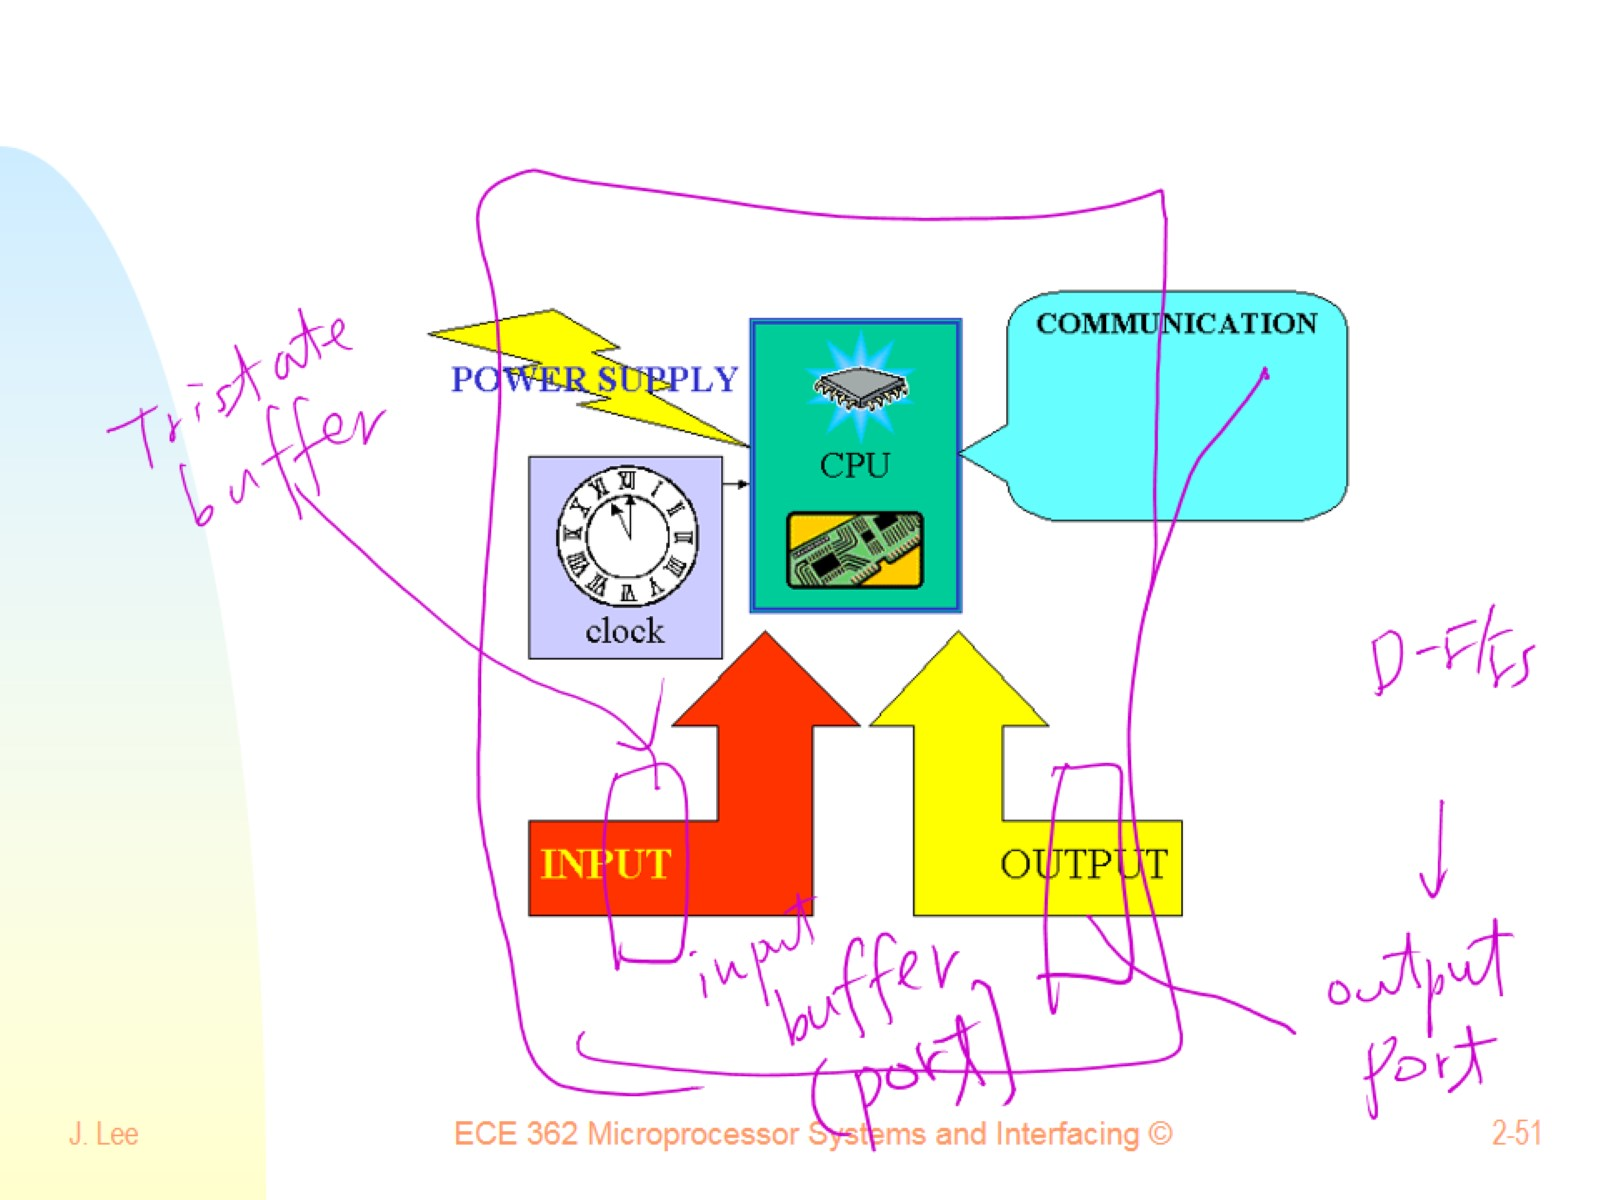 COMMUNICATION
Tristate
buffer
POWER SUPPLY
CPU
clock
D-F/Fs
INPUT
OUTPUT
input
buffer
(port)
output
port
J. Lee
ECE 362 Microprocessor Systems and Interfacing ©
2-51